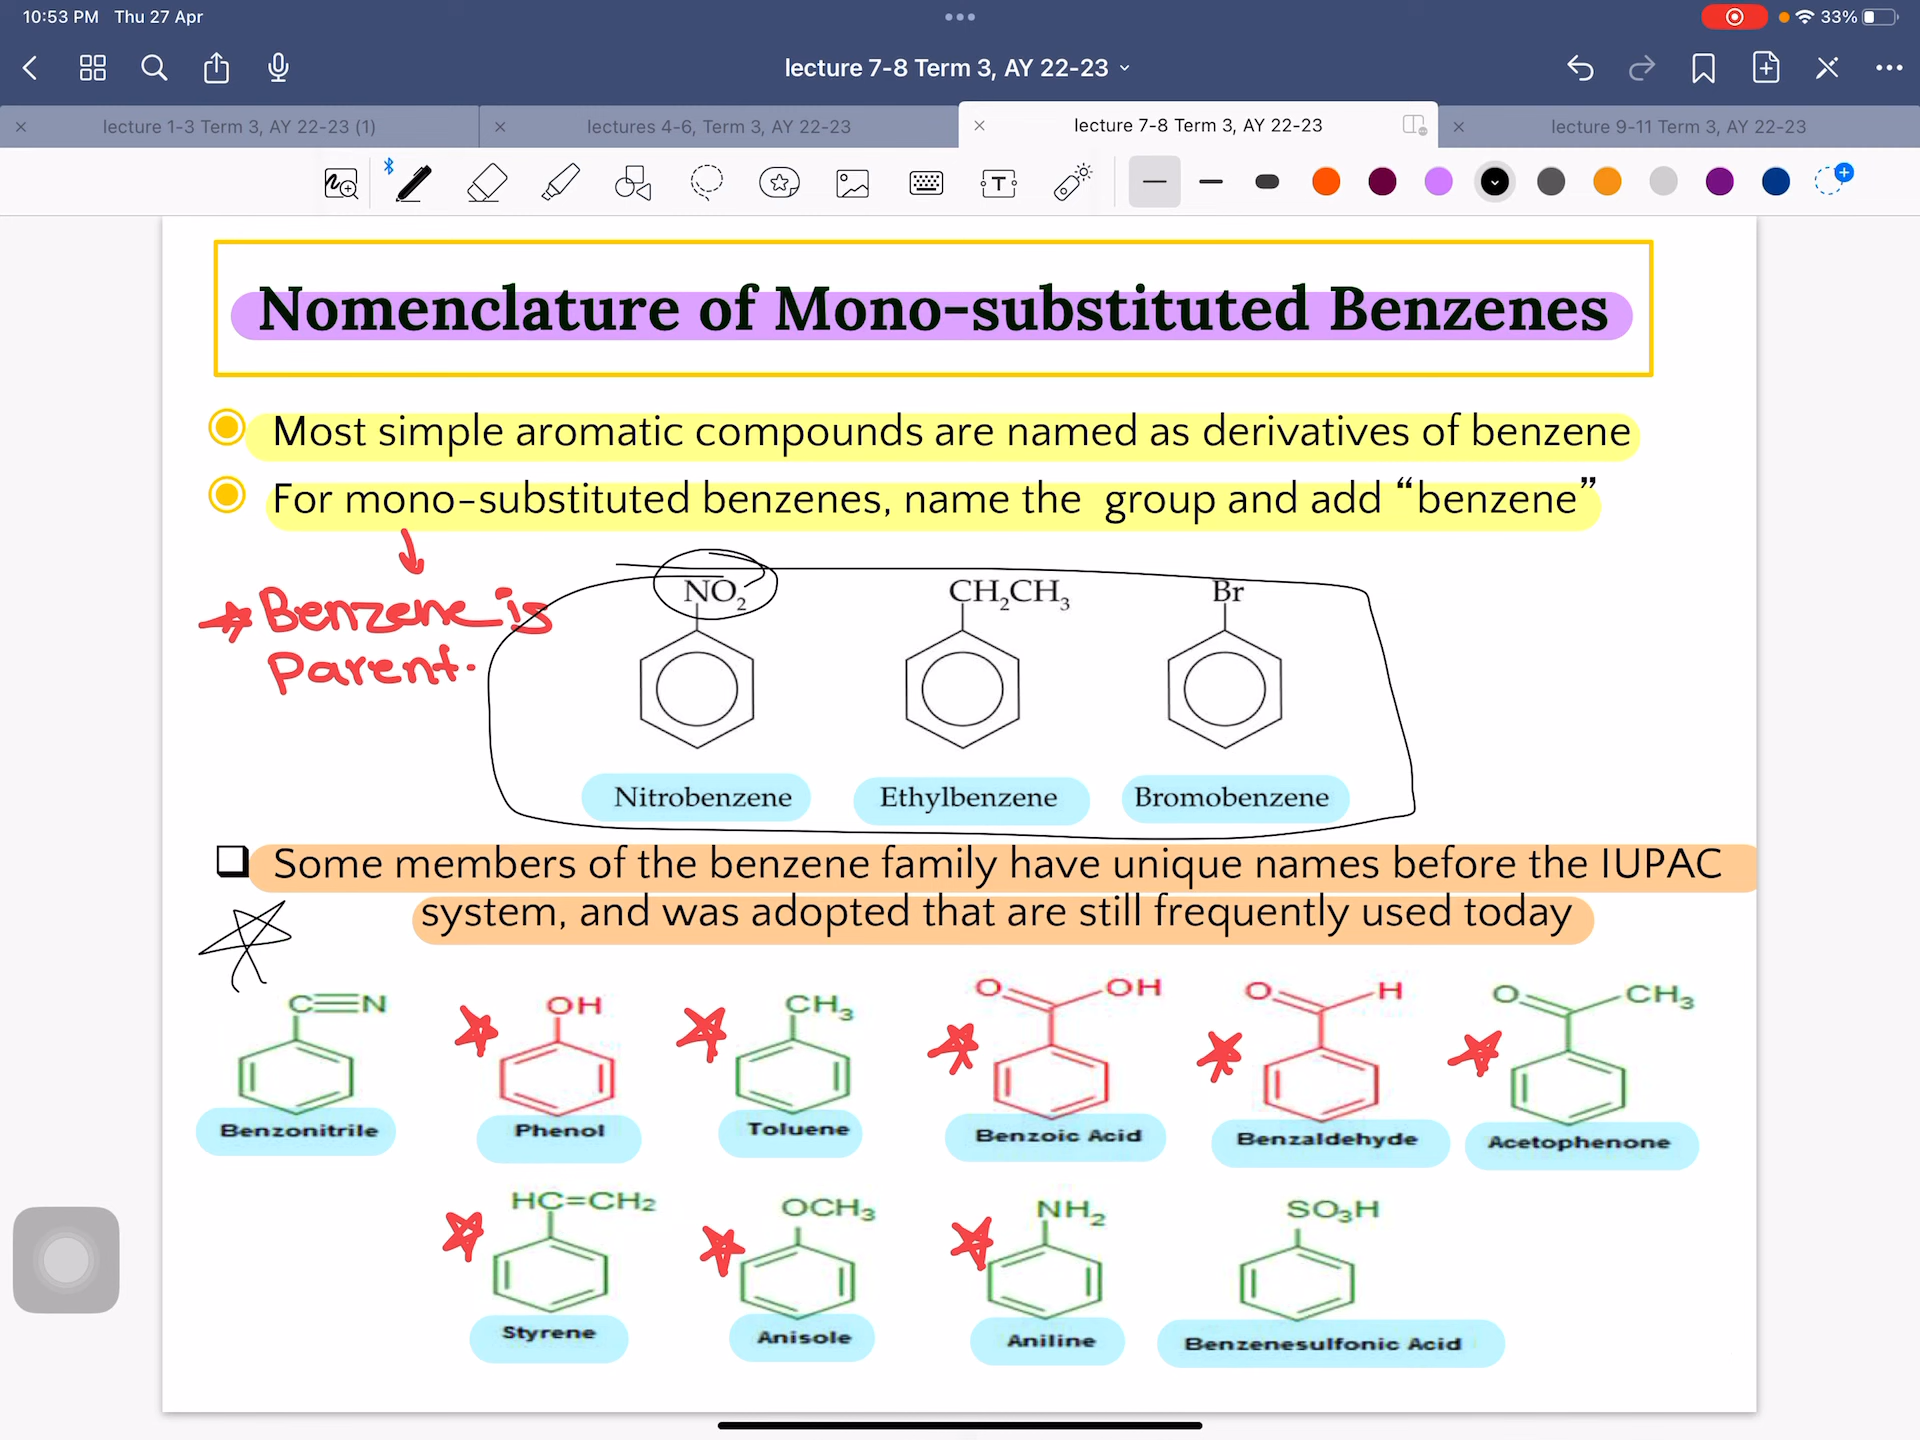 10:53 PM Thu 27 Apr
33%
lecture 7-8 Term 3, AY 22-23
lecture 1-3 Term 3, AY 22-23 (1)
lectures 4-6, Term 3, AY 22-23
lecture 7-8 Term 3, AY 22-23
lecture 9-11 Term 3, AY 22-23
Nomenclature of Mono-substituted Benzenes
Most simple aromatic compounds are named as derivatives of benzene
For mono-substituted benzenes, name the group and add “benzene”
Benzene is
Parent.
NO₂ CH₂CH₃ Br
Nitrobenzene Ethylbenzene Bromobenzene
Some members of the benzene family have unique names before the IUPAC
system, and was adopted that are still frequently used today
C≡N OH CH₃ O OH O H O CH₃
Benzonitrile Phenol Toluene Benzoic Acid Benzaldehyde Acetophenone
HC=CH₂ OCH₃ NH₂ SO₃H
Styrene Anisole Aniline Benzenesulfonic Acid